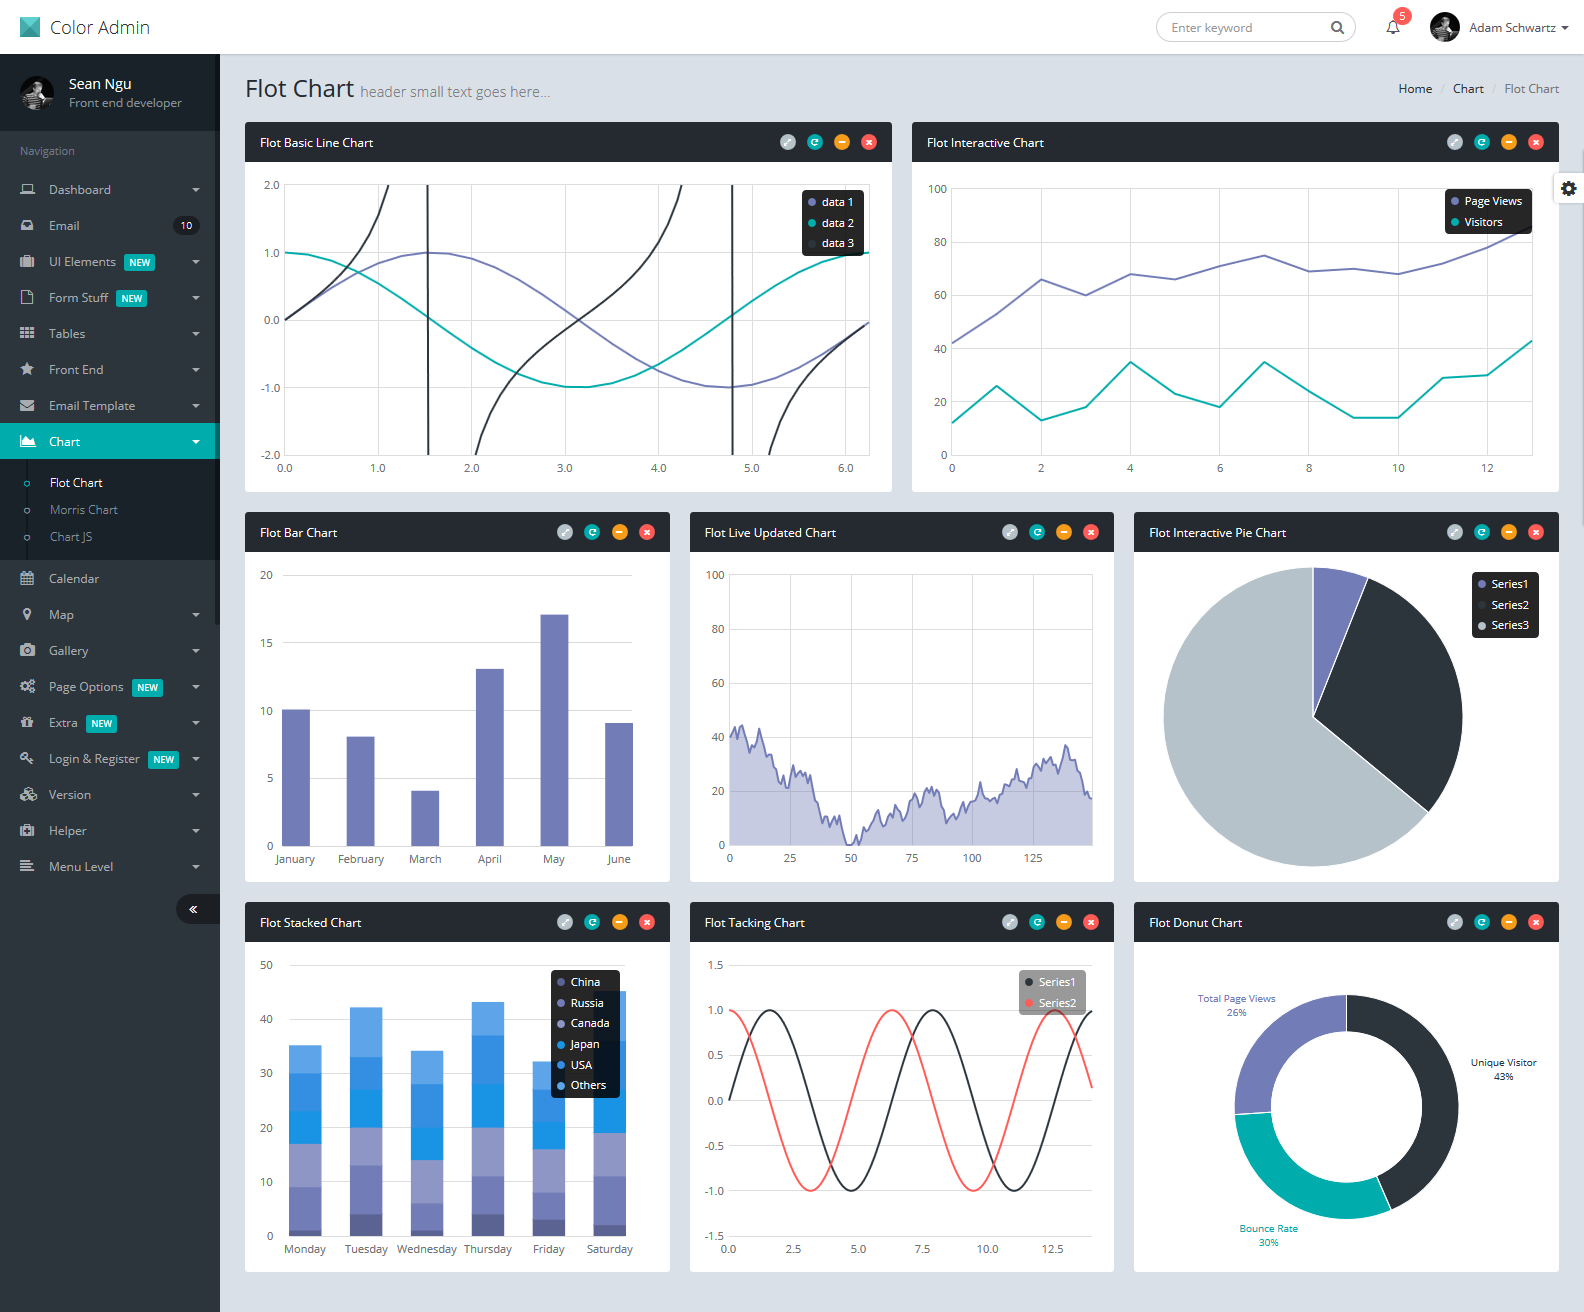 Color Admin
Enter keyword
5
Adam Schwartz
Sean Ngu
Front end developer
Navigation
Dashboard
Email 10
UI Elements NEW
Form Stuff NEW
Tables
Front End
Email Template
Chart
Flot Chart
Morris Chart
Chart JS
Calendar
Map
Gallery
Page Options NEW
Extra NEW
Login & Register NEW
Version
Helper
Menu Level
Flot Chart header small text goes here...
Home / Chart / Flot Chart
Flot Basic Line Chart
2.0
1.0
0.0
-1.0
-2.0
0.0 1.0 2.0 3.0 4.0 5.0 6.0
data 1
data 2
data 3
Flot Interactive Chart
100
80
60
40
20
0
0 2 4 6 8 10 12
Page Views
Visitors
Flot Bar Chart
20
15
10
5
0
January February March April May June
Flot Live Updated Chart
100
80
60
40
20
0
0 25 50 75 100 125
Flot Interactive Pie Chart
Series1
Series2
Series3
Flot Stacked Chart
50
40
30
20
10
0
Monday Tuesday Wednesday Thursday Friday Saturday
China
Russia
Canada
Japan
USA
Others
Flot Tacking Chart
1.5
1.0
0.5
0.0
-0.5
-1.0
-1.5
0.0 2.5 5.0 7.5 10.0 12.5
Series1
Series2
Flot Donut Chart
Total Page Views
26%
Unique Visitor
43%
Bounce Rate
30%